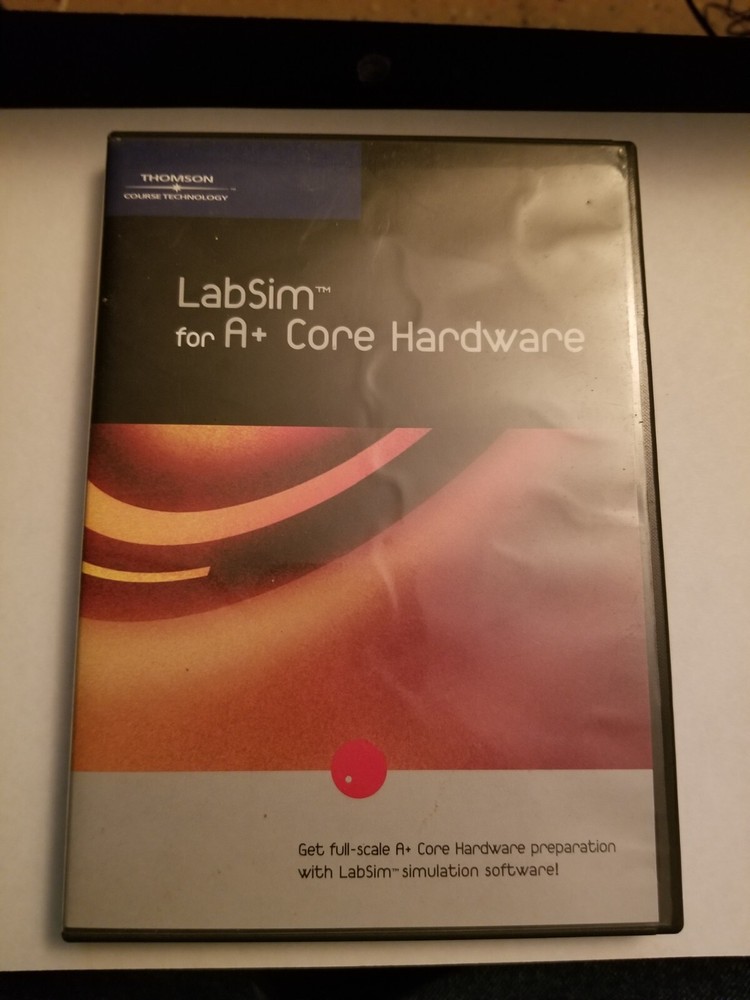 THOMSON
COURSE TECHNOLOGY
LabSim™
for A+ Core Hardware
Get full-scale A+ Core Hardware preparation
with LabSim™ simulation software!